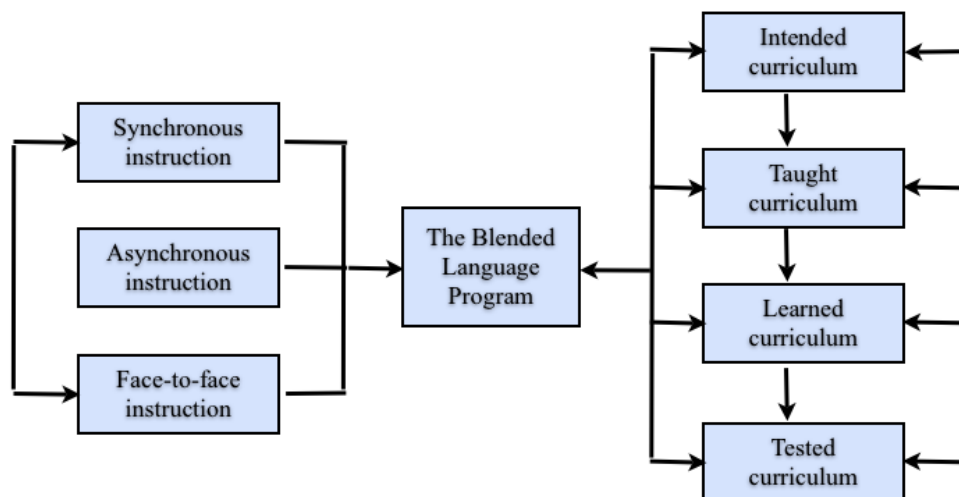 Synchronous
instruction
Asynchronous
instruction
Face-to-face
instruction
The Blended
Language
Program
Intended
curriculum
Taught
curriculum
Learned
curriculum
Tested
curriculum